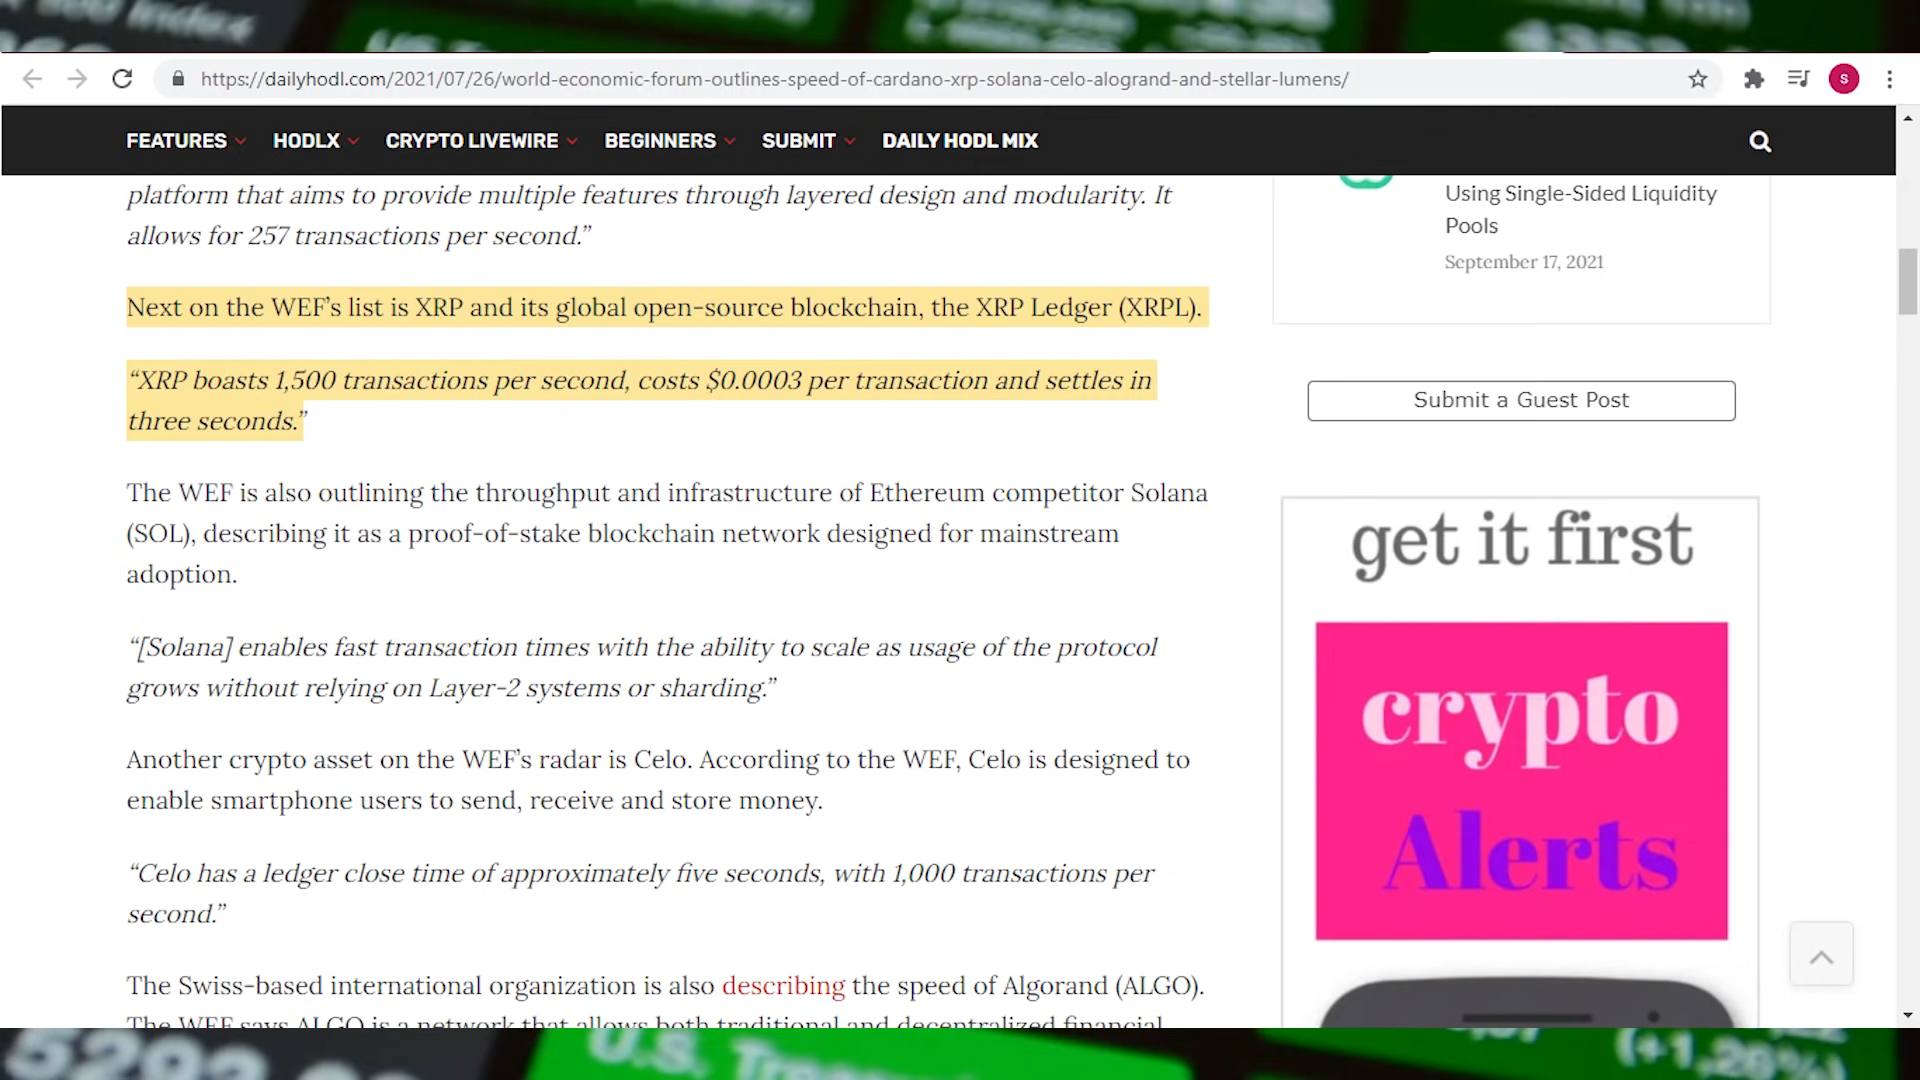 https://dailyhodl.com/2021/07/26/world-economic-forum-outlines-speed-of-cardano-xrp-solana-celo-alogrand-and-stellar-lumens/
S
FEATURES HODLX CRYPTO LIVEWIRE BEGINNERS SUBMIT DAILY HODL MIX
platform that aims to provide multiple features through layered design and modularity. It
allows for 257 transactions per second.”
Next on the WEF’s list is XRP and its global open-source blockchain, the XRP Ledger (XRPL).
“XRP boasts 1,500 transactions per second, costs $0.0003 per transaction and settles in
three seconds.”
The WEF is also outlining the throughput and infrastructure of Ethereum competitor Solana
(SOL), describing it as a proof-of-stake blockchain network designed for mainstream
adoption.
“[Solana] enables fast transaction times with the ability to scale as usage of the protocol
grows without relying on Layer-2 systems or sharding.”
Another crypto asset on the WEF’s radar is Celo. According to the WEF, Celo is designed to
enable smartphone users to send, receive and store money.
“Celo has a ledger close time of approximately five seconds, with 1,000 transactions per
second.”
The Swiss-based international organization is also describing the speed of Algorand (ALGO).
The WEF says ALGO is a network that allows both traditional and decentralized financial
Using Single-Sided Liquidity
Pools
September 17, 2021
Submit a Guest Post
get it first
crypto
Alerts
U.S.
(+1,28%)